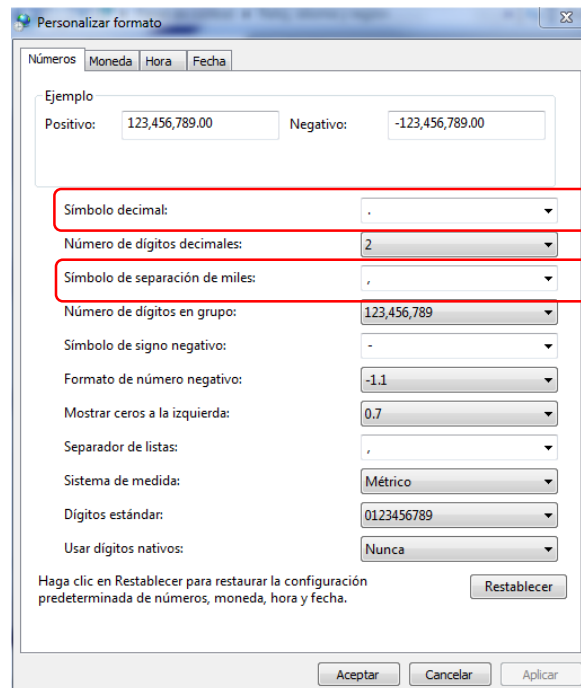 Personalizar formato
Números Moneda Hora Fecha
Ejemplo
Positivo: 123,456,789.00 Negativo: -123,456,789.00
Símbolo decimal: .
Número de dígitos decimales: 2
Símbolo de separación de miles: ,
Número de dígitos en grupo: 123,456,789
Símbolo de signo negativo: -
Formato de número negativo: -1.1
Mostrar ceros a la izquierda: 0.7
Separador de listas: ,
Sistema de medida: Métrico
Dígitos estándar: 0123456789
Usar dígitos nativos: Nunca
Haga clic en Restablecer para restaurar la configuración
predeterminada de números, moneda, hora y fecha. Restablecer
Aceptar Cancelar Aplicar